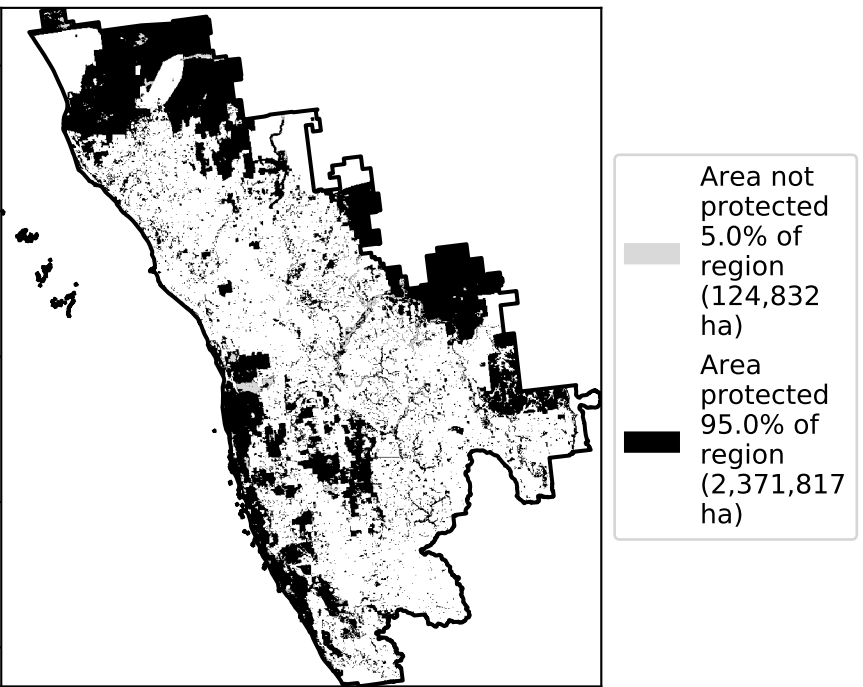 Area not
protected
5.0% of
region
(124,832
ha)
Area
protected
95.0% of
region
(2,371,817
ha)